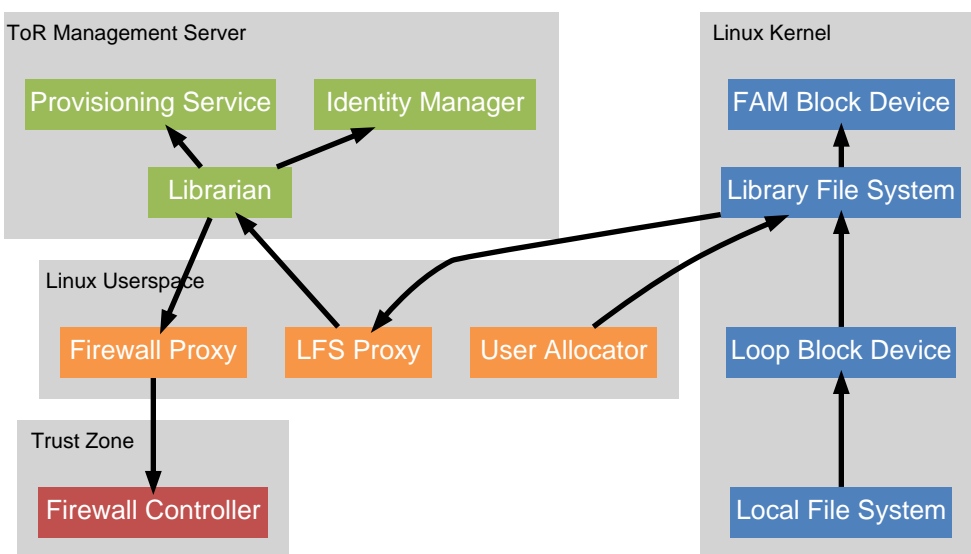 ToR Management Server
Provisioning Service
Identity Manager
Librarian
Linux Userspace
Firewall Proxy
LFS Proxy
User Allocator
Trust Zone
Firewall Controller
Linux Kernel
FAM Block Device
Library File System
Loop Block Device
Local File System